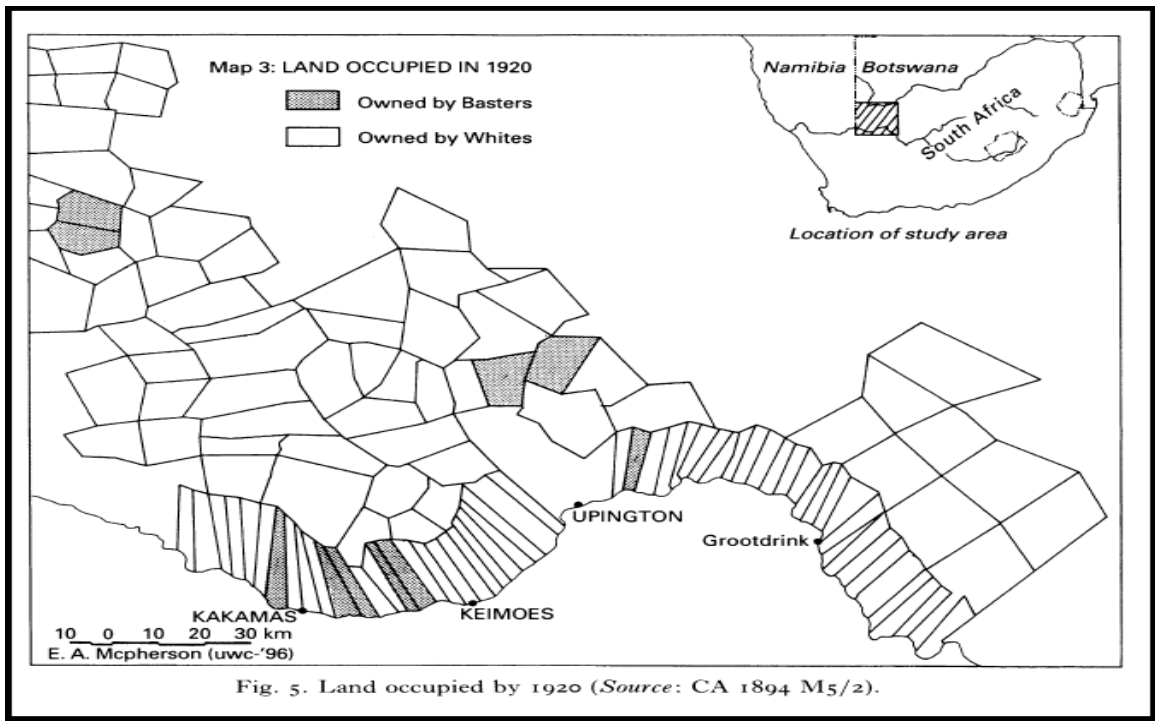 Map 3: LAND OCCUPIED IN 1920
Owned by Basters
Owned by Whites
Namibia Botswana
South Africa
Location of study area
UPINGTON
Grootdrink
KAKAMAS
KEIMOES
10 0 10 20 30 km
E. A. Mcpherson (uwc-'96)
Fig. 5. Land occupied by 1920 (Source: CA 1894 M5/2).